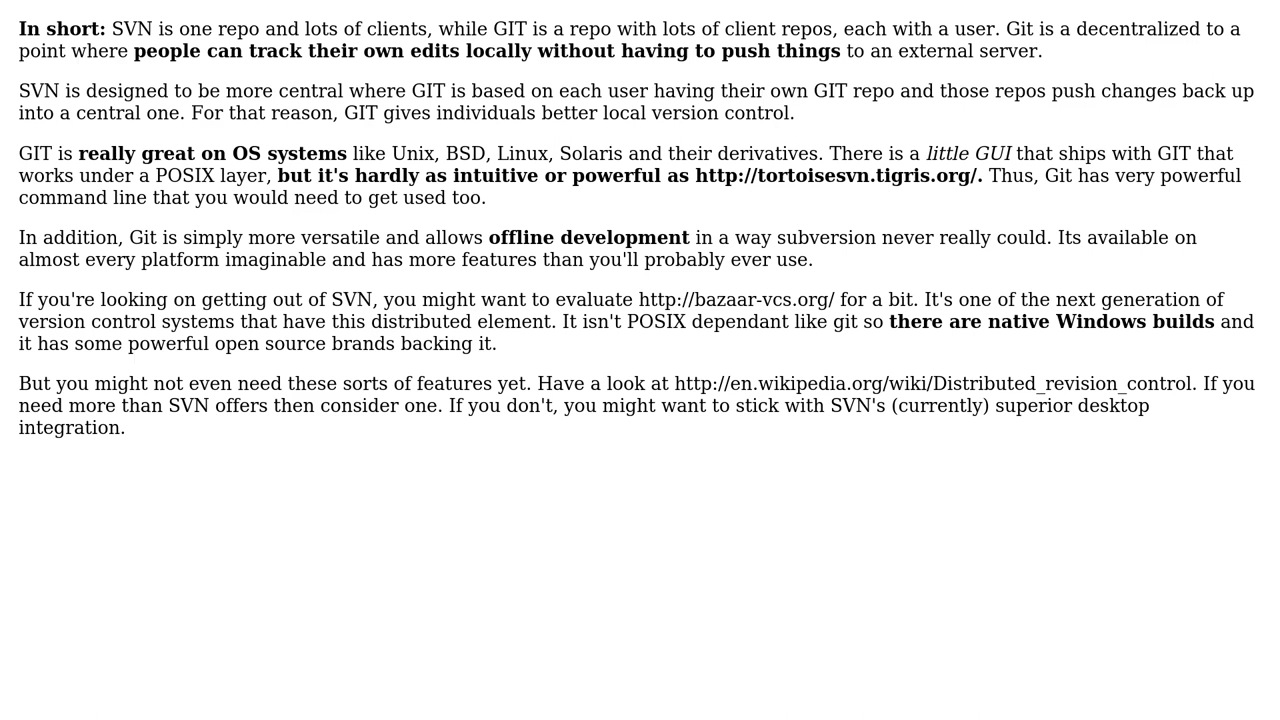 In short: SVN is one repo and lots of clients, while GIT is a repo with lots of client repos, each with a user. Git is a decentralized to a
point where people can track their own edits locally without having to push things to an external server.
SVN is designed to be more central where GIT is based on each user having their own GIT repo and those repos push changes back up
into a central one. For that reason, GIT gives individuals better local version control.
GIT is really great on OS systems like Unix, BSD, Linux, Solaris and their derivatives. There is a little GUI that ships with GIT that
works under a POSIX layer, but it's hardly as intuitive or powerful as http://tortoisesvn.tigris.org/. Thus, Git has very powerful
command line that you would need to get used too.
In addition, Git is simply more versatile and allows offline development in a way subversion never really could. Its available on
almost every platform imaginable and has more features than you'll probably ever use.
If you're looking on getting out of SVN, you might want to evaluate http://bazaar-vcs.org/ for a bit. It's one of the next generation of
version control systems that have this distributed element. It isn't POSIX dependant like git so there are native Windows builds and
it has some powerful open source brands backing it.
But you might not even need these sorts of features yet. Have a look at http://en.wikipedia.org/wiki/Distributed_revision_control. If you
need more than SVN offers then consider one. If you don't, you might want to stick with SVN's (currently) superior desktop
integration.